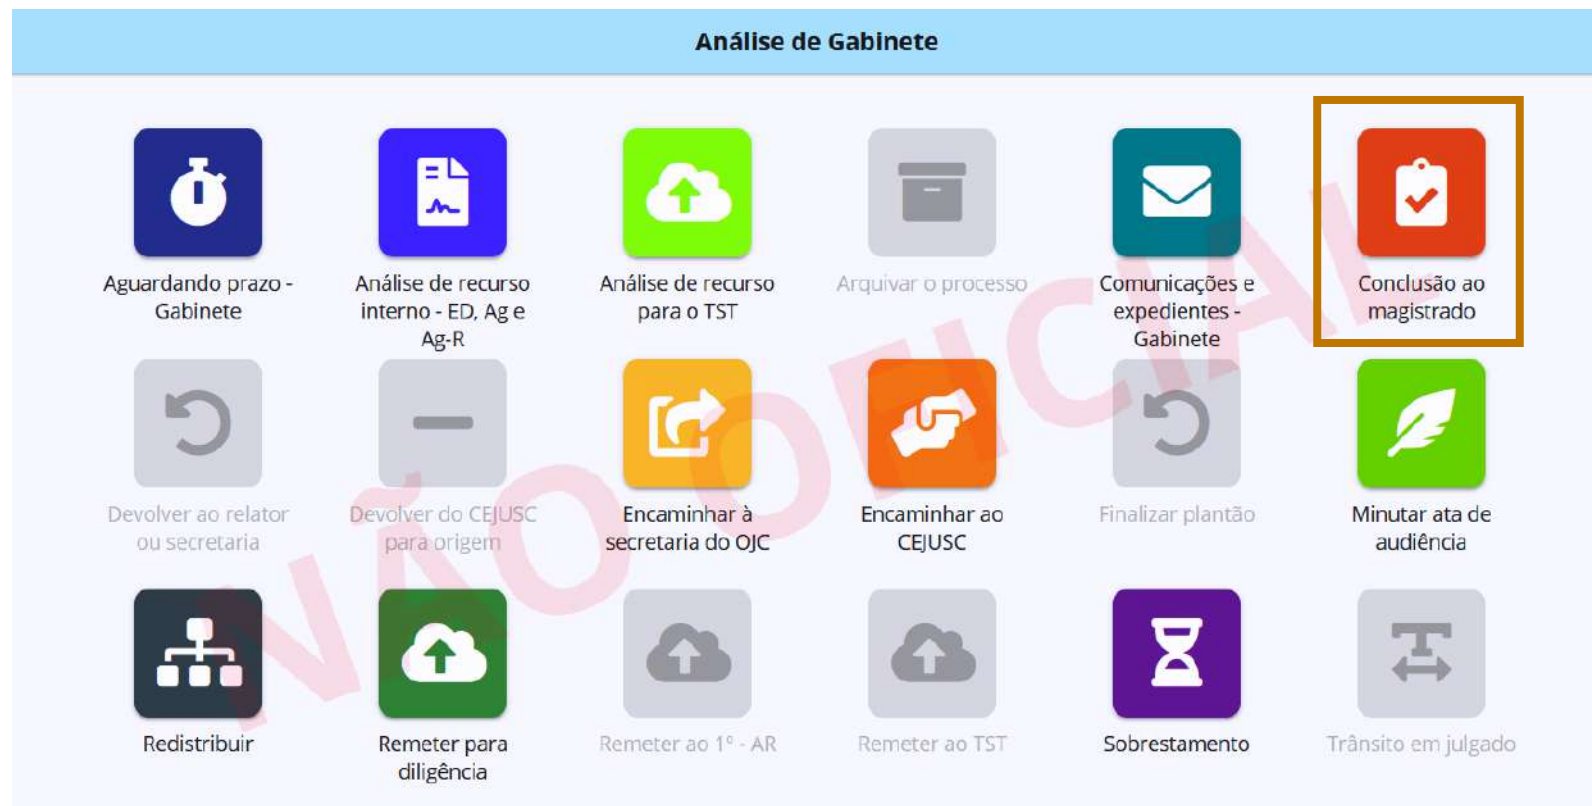 Análise de Gabinete
Aguardando prazo -
Gabinete
Análise de recurso
interno - ED, Ag e
Ag-R
Análise de recurso
para o TST
Arquivar o processo
Comunicações e
expedientes -
Gabinete
Conclusão ao
magistrado
Devolver ao relator
ou secretaria
Devolver do CEJUSC
para origem
Encaminhar à
secretaria do OJC
Encaminhar ao
CEJUSC
Finalizar plantão
Minutar ata de
audiência
Redistribuir
Remeter para
diligência
Remeter ao 1º - AR
Remeter ao TST
Sobrestamento
Trânsito em julgado
NÃO OFICIAL